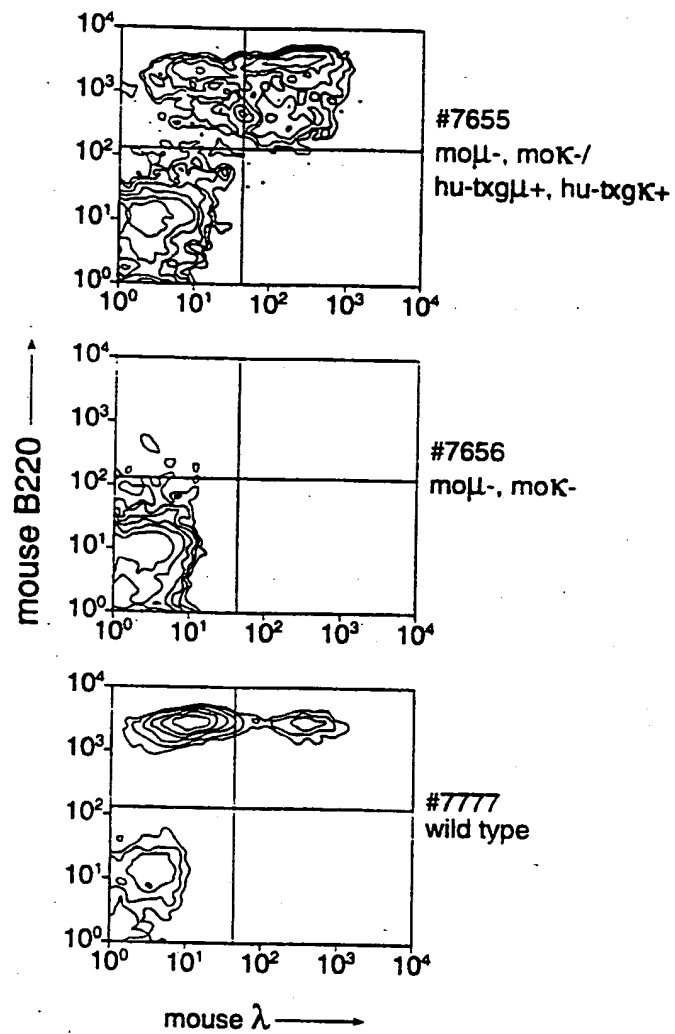 10⁴
10³
10²
10¹
10⁰
10⁰ 10¹ 10² 10³ 10⁴
#7655
moμ-, moκ-/
hu-txgμ+, hu-txgκ+
10⁴
10³
10²
10¹
10⁰
10⁰ 10¹ 10² 10³ 10⁴
#7656
moμ-, moκ-
mouse B220
10⁴
10³
10²
10¹
10⁰
10⁰ 10¹ 10² 10³ 10⁴
#7777
wild type
mouse λ